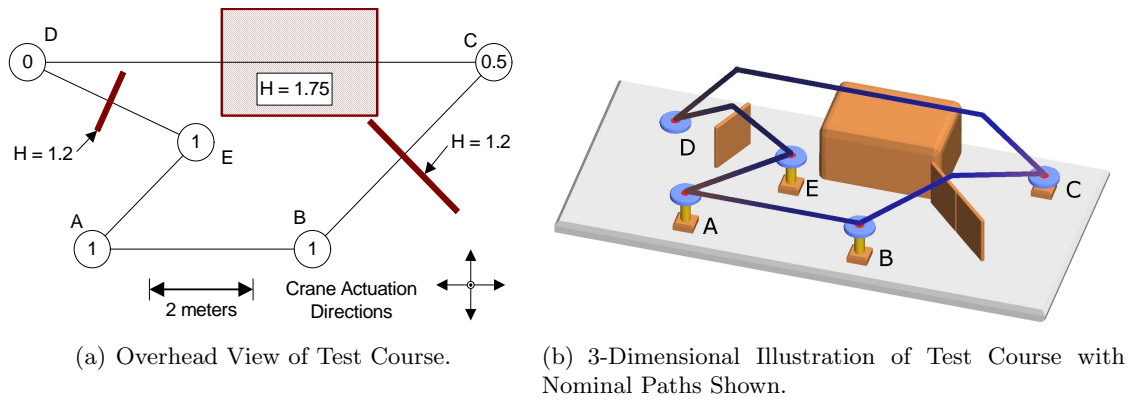 D
0
C
0.5
H = 1.75
H = 1.2
1
E
H = 1.2
A
1
B
1
2 meters
Crane Actuation
Directions
(a) Overhead View of Test Course.
D
E
A
B
C
(b) 3-Dimensional Illustration of Test Course with
Nominal Paths Shown.